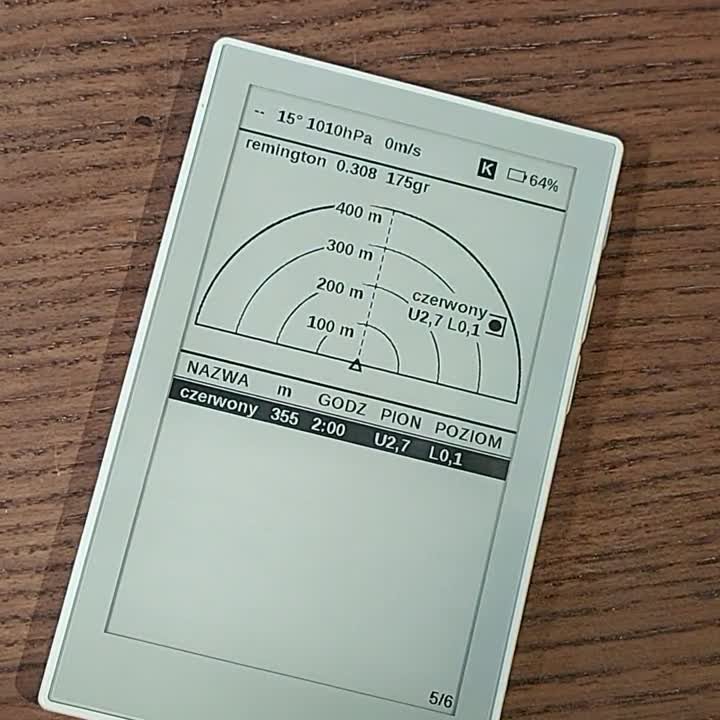 -- 15° 1010hPa 0m/s K 64%
remington 0.308 175gr
400 m
300 m
200 m
100 m
czerwony
U2,7 L0,1
NAZWA m GODZ PION POZIOM
czerwony 355 2:00 U2,7 L0,1
5/6